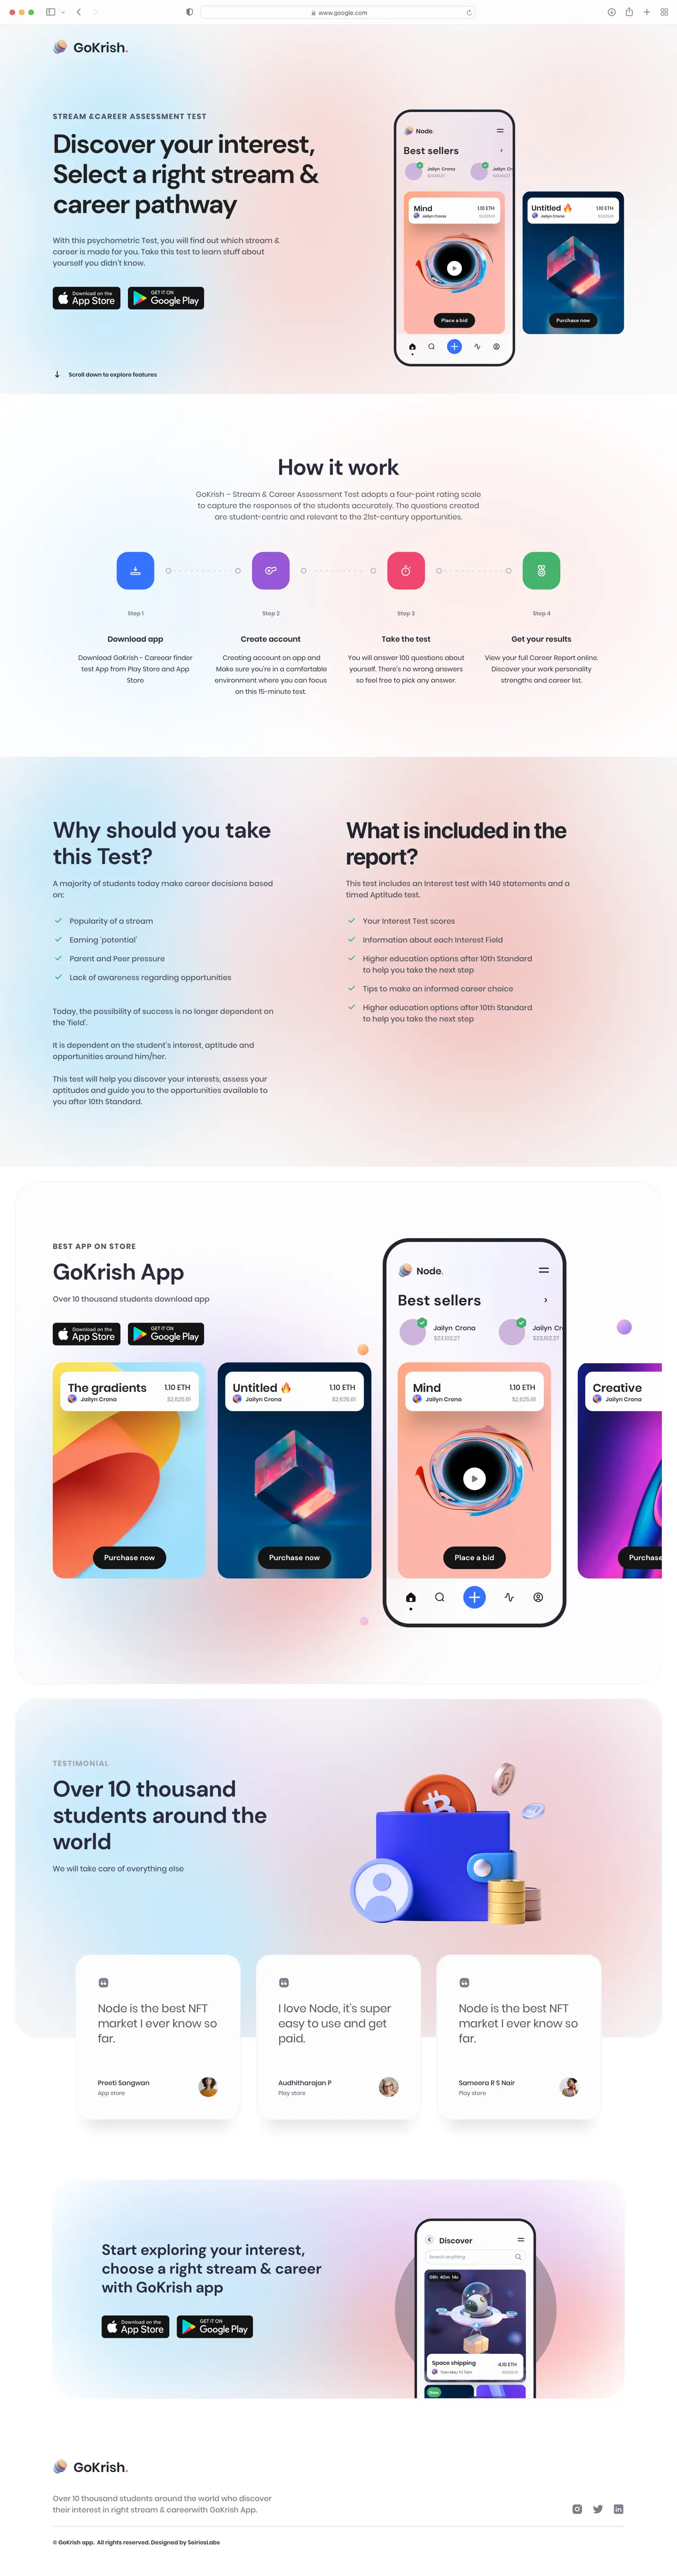 www.google.com
GoKrish.
STREAM &CAREER ASSESSMENT TEST
Discover your interest,
Select a right stream &
career pathway
With this psychometric Test, you will find out which stream &
career is made for you. Take this test to learn stuff about
yourself you didn't know.
Download on the
App Store
GET IT ON
Google Play
Scroll down to explore features
Node.
Best sellers
Jailyn Crona
$23,102.27
Jailyn Cr
Mind
1.10 ETH
Jailyn Crona
$2,625.61
Place a bid
Untitled 🔥
1.10 ETH
Jailyn Crona
$2,625.61
Purchase now
How it work
GoKrish – Stream & Career Assessment Test adopts a four-point rating scale
to capture the responses of the students accurately. The questions created
are student-centric and relevant to the 21st-century opportunities.
Step 1
Download app
Download GoKrish - Careear finder
test App from Play Store and App
Store
Step 2
Create account
Creating account on app and
Make sure you're in a comfortable
environment where you can focus
on this 15-minute test.
Step 3
Take the test
You will answer 100 questions about
yourself. There's no wrong answers
so feel free to pick any answer.
Step 4
Get your results
View your full Career Report online.
Discover your work personality
strengths and career list.
Why should you take
this Test?
A majority of students today make career decisions based
on:
Popularity of a stream
Earning 'potential'
Parent and Peer pressure
Lack of awareness regarding opportunities
Today, the possibility of success is no longer dependent on
the 'field'.
It is dependent on the student's interest, aptitude and
opportunities around him/her.
This test will help you discover your interests, assess your
aptitudes and guide you to the opportunities available to
you after 10th Standard.
What is included in the
report?
This test includes an Interest test with 140 statements and a
timed Aptitude test.
Your Interest Test scores
Information about each Interest Field
Higher education options after 10th Standard
to help you take the next step
Tips to make an informed career choice
Higher education options after 10th Standard
to help you take the next step
BEST APP ON STORE
GoKrish App
Over 10 thousand students download app
Download on the
App Store
GET IT ON
Google Play
The gradients
1.10 ETH
Jailyn Crona
$2,625.61
Purchase now
Untitled 🔥
1.10 ETH
Jailyn Crona
$2,625.61
Purchase now
Node.
Best sellers
Jailyn Crona
$23,102.27
Jailyn Cr
$23,102.27
Mind
1.10 ETH
Jailyn Crona
$2,625.61
Place a bid
Creative
Jailyn Crona
Purchase
TESTIMONIAL
Over 10 thousand
students around the
world
We will take care of everything else
Node is the best NFT
market I ever know so
far.
Preeti Sangwan
App store
I love Node, it's super
easy to use and get
paid.
Audhitharajan P
Play store
Node is the best NFT
market I ever know so
far.
Sameera R S Nair
Play store
Start exploring your interest,
choose a right stream & career
with GoKrish app
Download on the
App Store
GET IT ON
Google Play
Discover
Search anything
08h 40m 14s
Space shipping
4.10 ETH
Tran Mau Tri Tam
New
GoKrish.
Over 10 thousand students around the world who discover
their interest in right stream & careerwith GoKrish App.
© GoKrish app. All rights reserved. Designed by SeiriosLabs